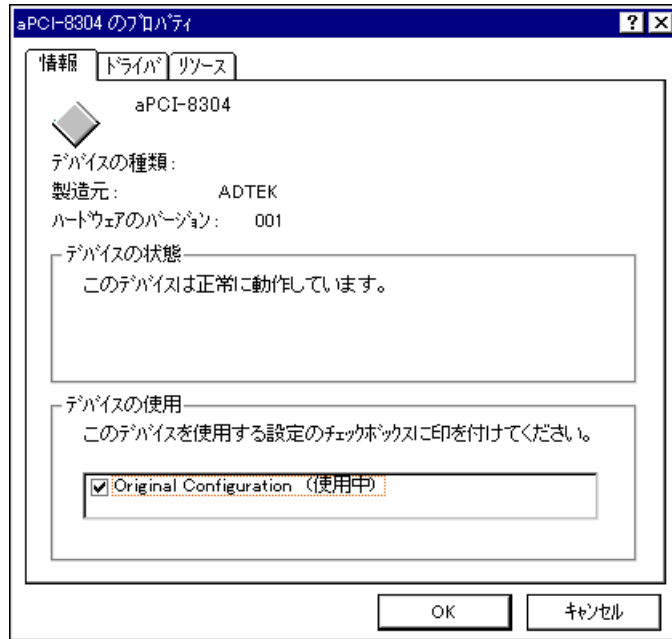 aPCI-8304 のプロパティ
情報 ドライバ リソース
aPCI-8304
デバイスの種類:
製造元: ADTEK
ハードウェアのバージョン: 001
デバイスの状態
このデバイスは正常に動作しています。
デバイスの使用
このデバイスを使用する設定のチェックボックスに印を付けてください。
Original Configuration (使用中)
OK キャンセル